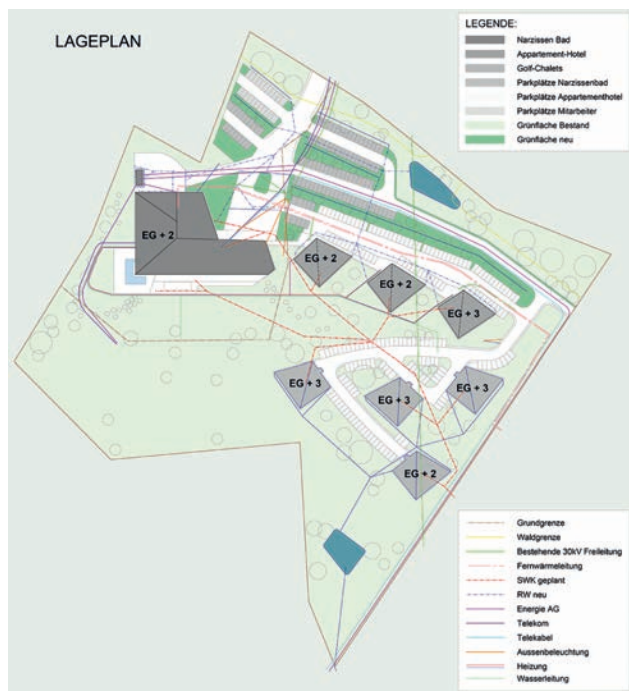 LAGEPLAN
LEGENDE:
Narzissen Bad
Appartement-Hotel
Golf-Chalets
Parkplätze Narzissenbad
Parkplätze Appartementhotel
Parkplätze Mitarbeiter
Grünfläche Bestand
Grünfläche neu
EG + 2
EG + 2
EG + 2
EG + 3
EG + 3
EG + 3
EG + 3
EG + 2
Grundgrenze
Waldgrenze
Bestehende 30kV Freileitung
Fernwärmeleitung
SWK geplant
RW neu
Energie AG
Telekom
Telekabel
Aussenbeleuchtung
Heizung
Wasserleitung